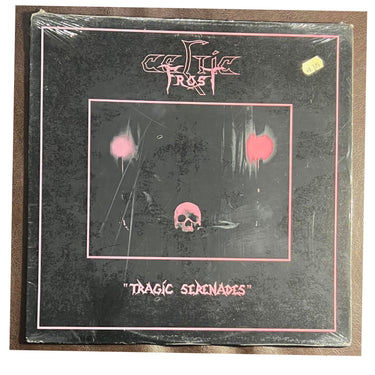 CELTIC
FROST
"TRAGIC SERENADES"